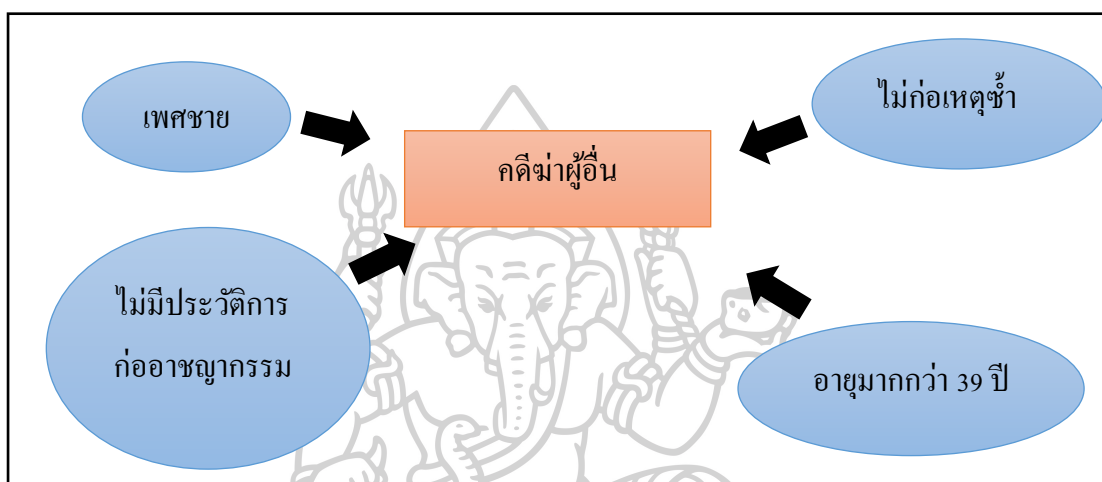 เพศชาย
ไม่ก่อเหตุซ้ำ
คดีฆ่าผู้อื่น
ไม่มีประวัติการ
ก่ออาชญากรรม
อายุมากกว่า 39 ปี